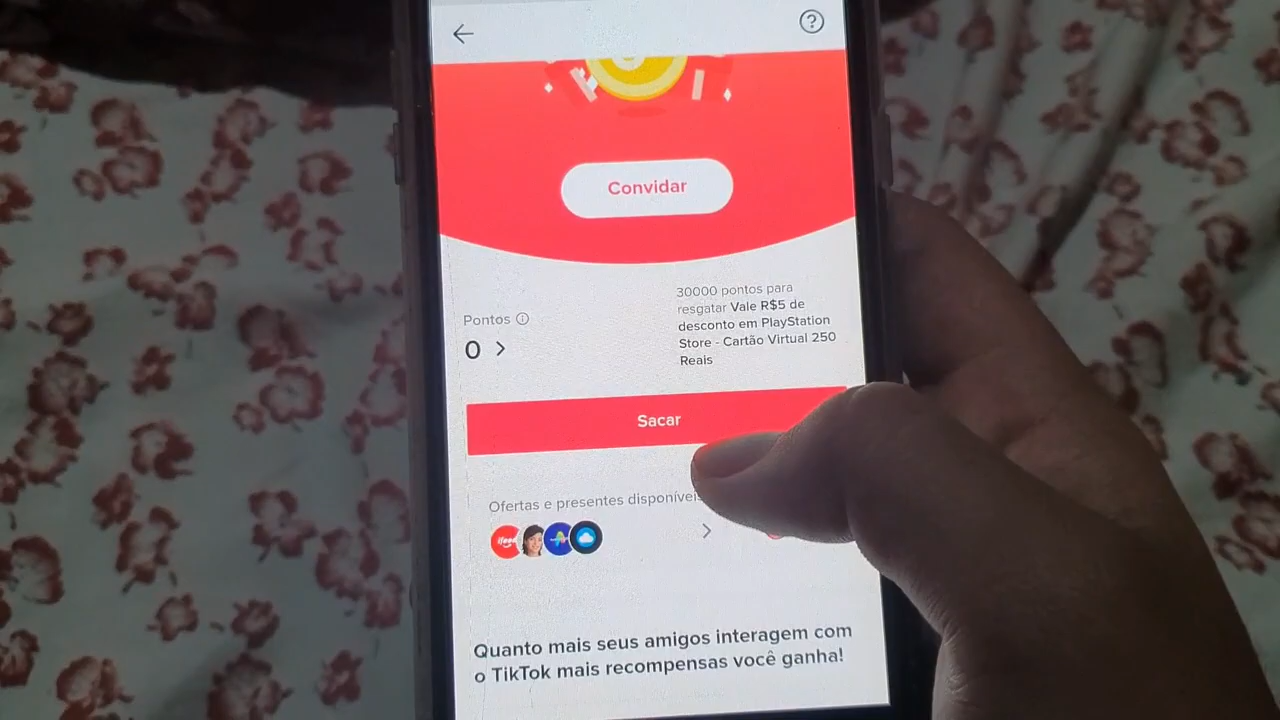 Convidar
Pontos
0
30000 pontos para
resgatar Vale R$5 de
desconto em PlayStation
Store - Cartão Virtual 250
Reais
Sacar
Ofertas e presentes disponíveis
ifood
Quanto mais seus amigos interagem com
o TikTok mais recompensas você ganha!